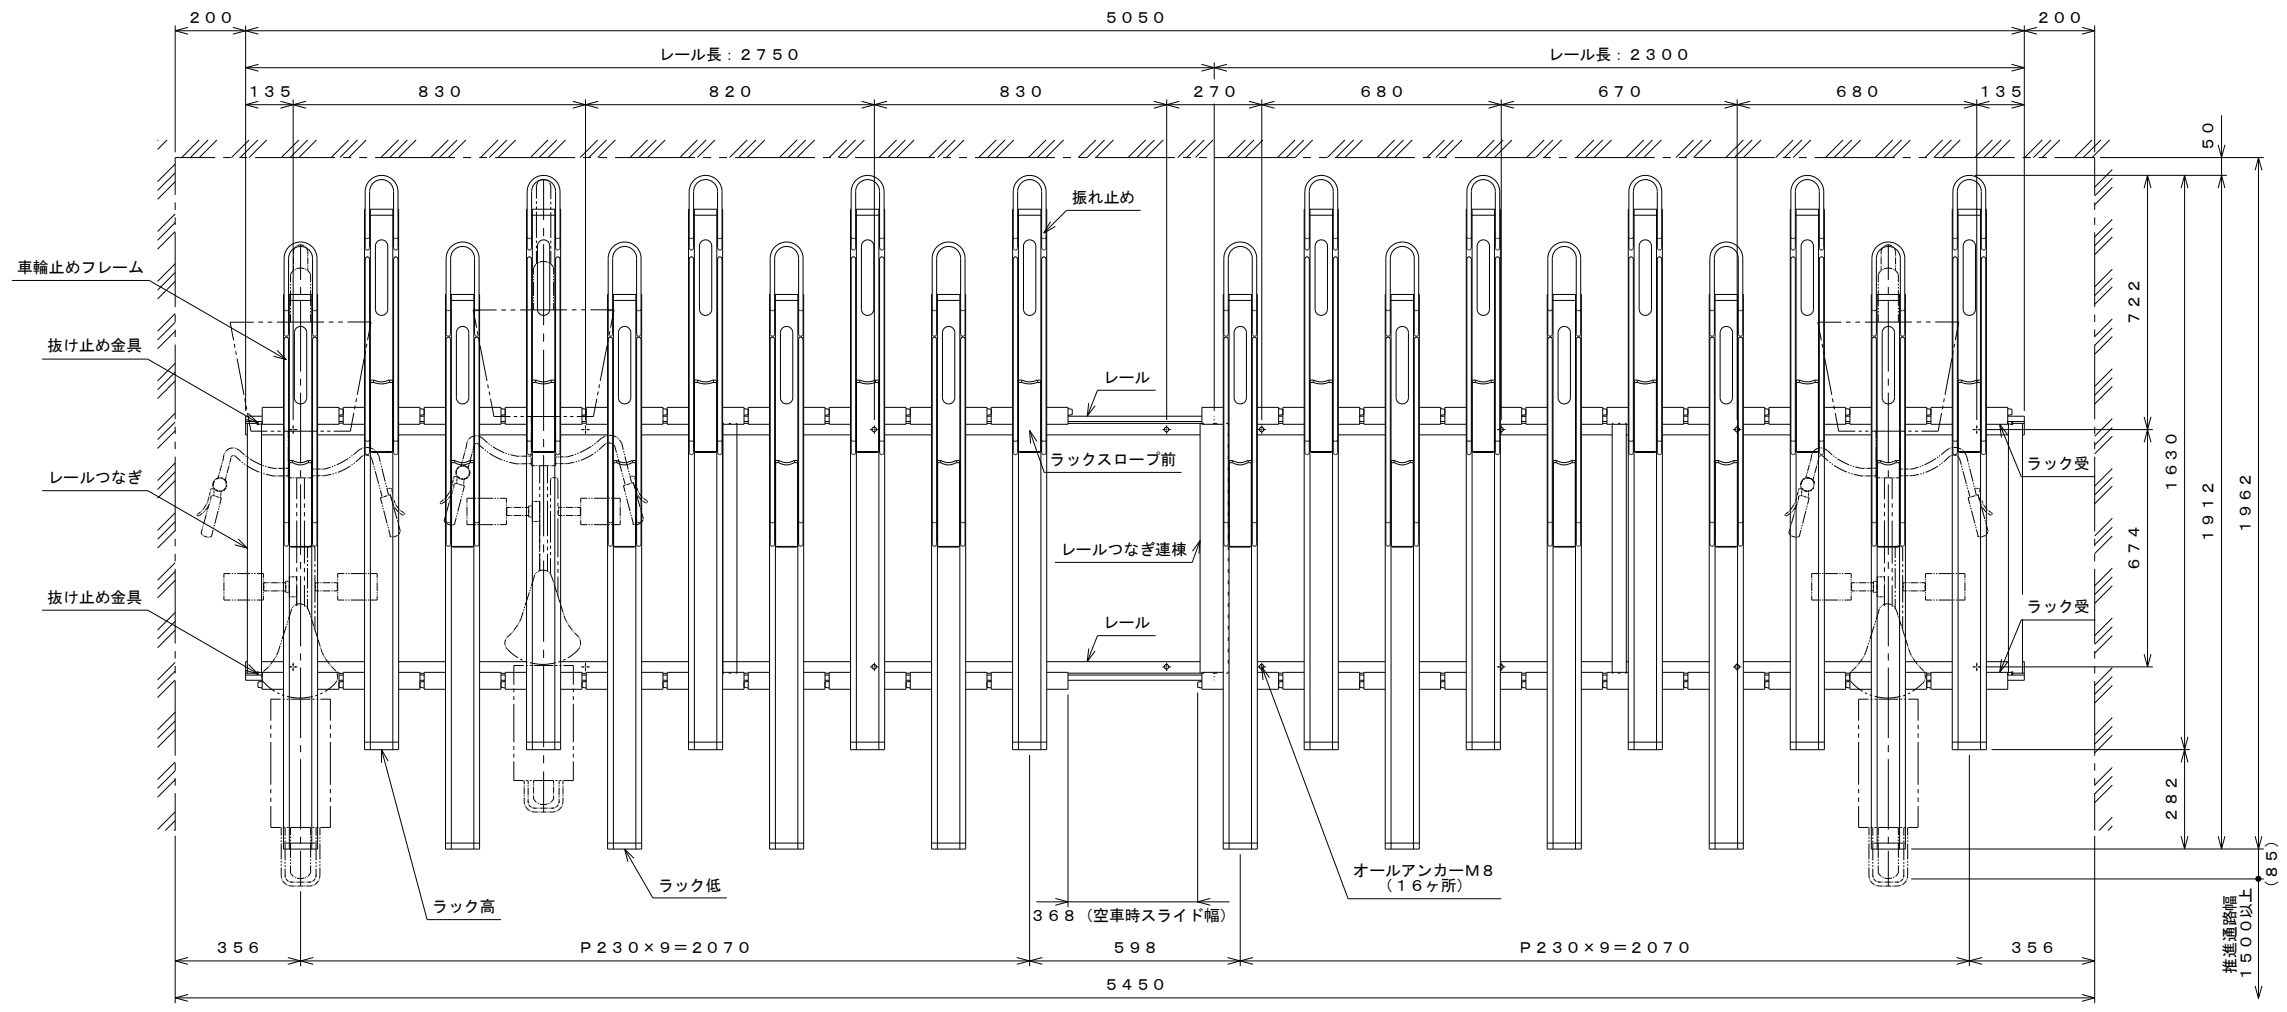 200
5050
200
レール長：2750
レール長：2300
135
830
820
830
270
680
670
680
135
50
振れ止め
車輪止めフレーム
抜け止め金具
レール
722
ラックスロープ前
ラック受
レールつなぎ
1630
1912
1962
レールつなぎ連棟
674
抜け止め金具
レール
ラック受
282
オールアンカーM8
（16ヶ所）
ラック低
ラック高
368（空車時スライド幅）
(85)
推進通路幅
1500以上
356
P230×9＝2070
598
P230×9＝2070
356
5450